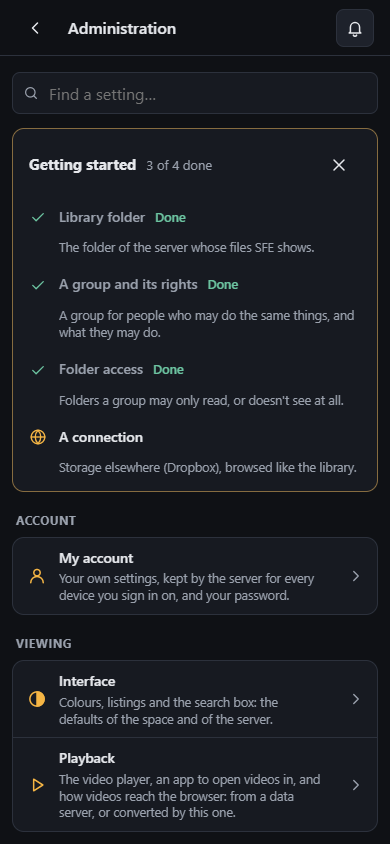 Administration
Find a setting...
Getting started 3 of 4 done
Library folder Done
The folder of the server whose files SFE shows.
A group and its rights Done
A group for people who may do the same things, and
what they may do.
Folder access Done
Folders a group may only read, or doesn't see at all.
A connection
Storage elsewhere (Dropbox), browsed like the library.
ACCOUNT
My account
Your own settings, kept by the server for every
device you sign in on, and your password.
VIEWING
Interface
Colours, listings and the search box: the
defaults of the space and of the server.
Playback
The video player, an app to open videos in, and
how videos reach the browser: from a data
server, or converted by this one.